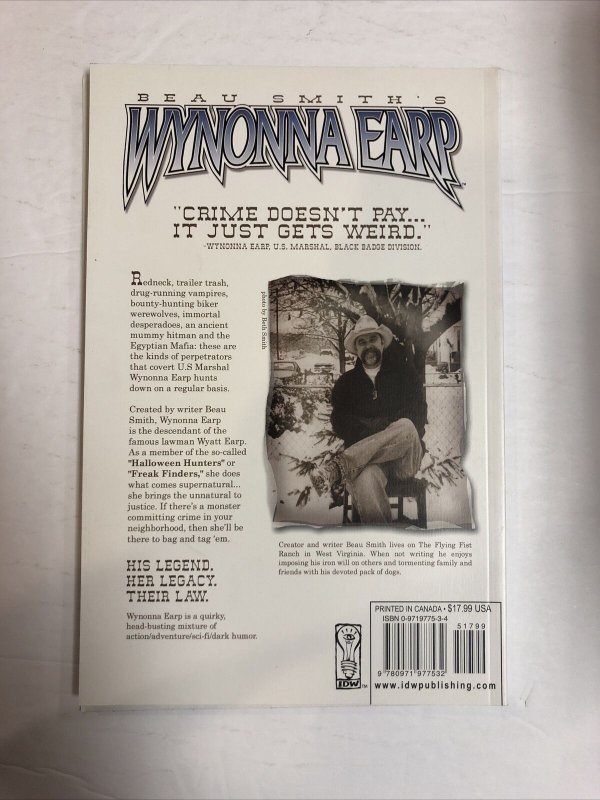 BEAU SMITH'S
WYNONNA EARP™
"CRIME DOESN'T PAY...
IT JUST GETS WEIRD."
-WYNONNA EARP, U.S. MARSHAL, BLACK BADGE DIVISION.
Redneck, trailer trash,
drug-running vampires,
bounty-hunting biker
werewolves, immortal
desperadoes, an ancient
mummy hitman and the
Egyptian Mafia: these are
the kinds of perpetrators
that covert U.S Marshal
Wynonna Earp hunts
down on a regular basis.
Created by writer Beau
Smith, Wynonna Earp
is the descendant of the
famous lawman Wyatt Earp.
As a member of the so-called
"Halloween Hunters" or
"Freak Finders," she does
what comes supernatural...
she brings the unnatural to
justice. If there's a monster
committing crime in your
neighborhood, then she'll be
there to bag and tag 'em.
HIS LEGEND.
HER LEGACY.
THEIR LAW.
Wynonna Earp is a quirky,
head-busting mixture of
action/adventure/sci-fi/dark humor.
photo by Beth Smith
Creator and writer Beau Smith lives on The Flying Fist
Ranch in West Virginia. When not writing he enjoys
imposing his iron will on others and tormenting family and
friends with his devoted pack of dogs.
IDW™
PRINTED IN CANADA • $17.99 USA
ISBN 0-9719775-3-4
51799
9 780971 977532
www.idwpublishing.com